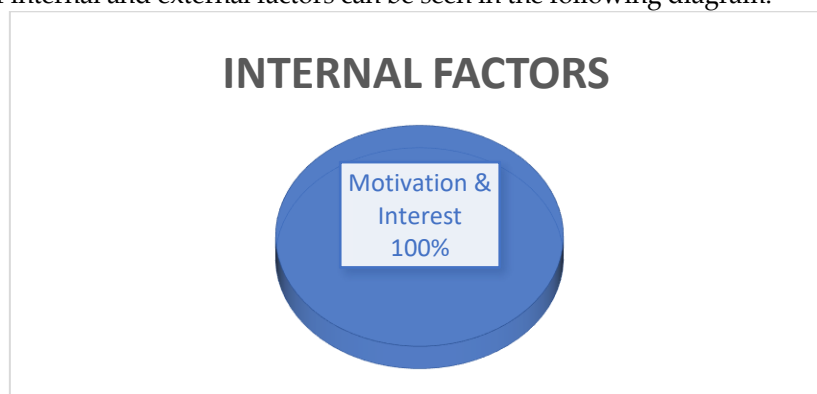 internal and external factors can be seen in the following diagram.
INTERNAL FACTORS
Motivation &
Interest
100%